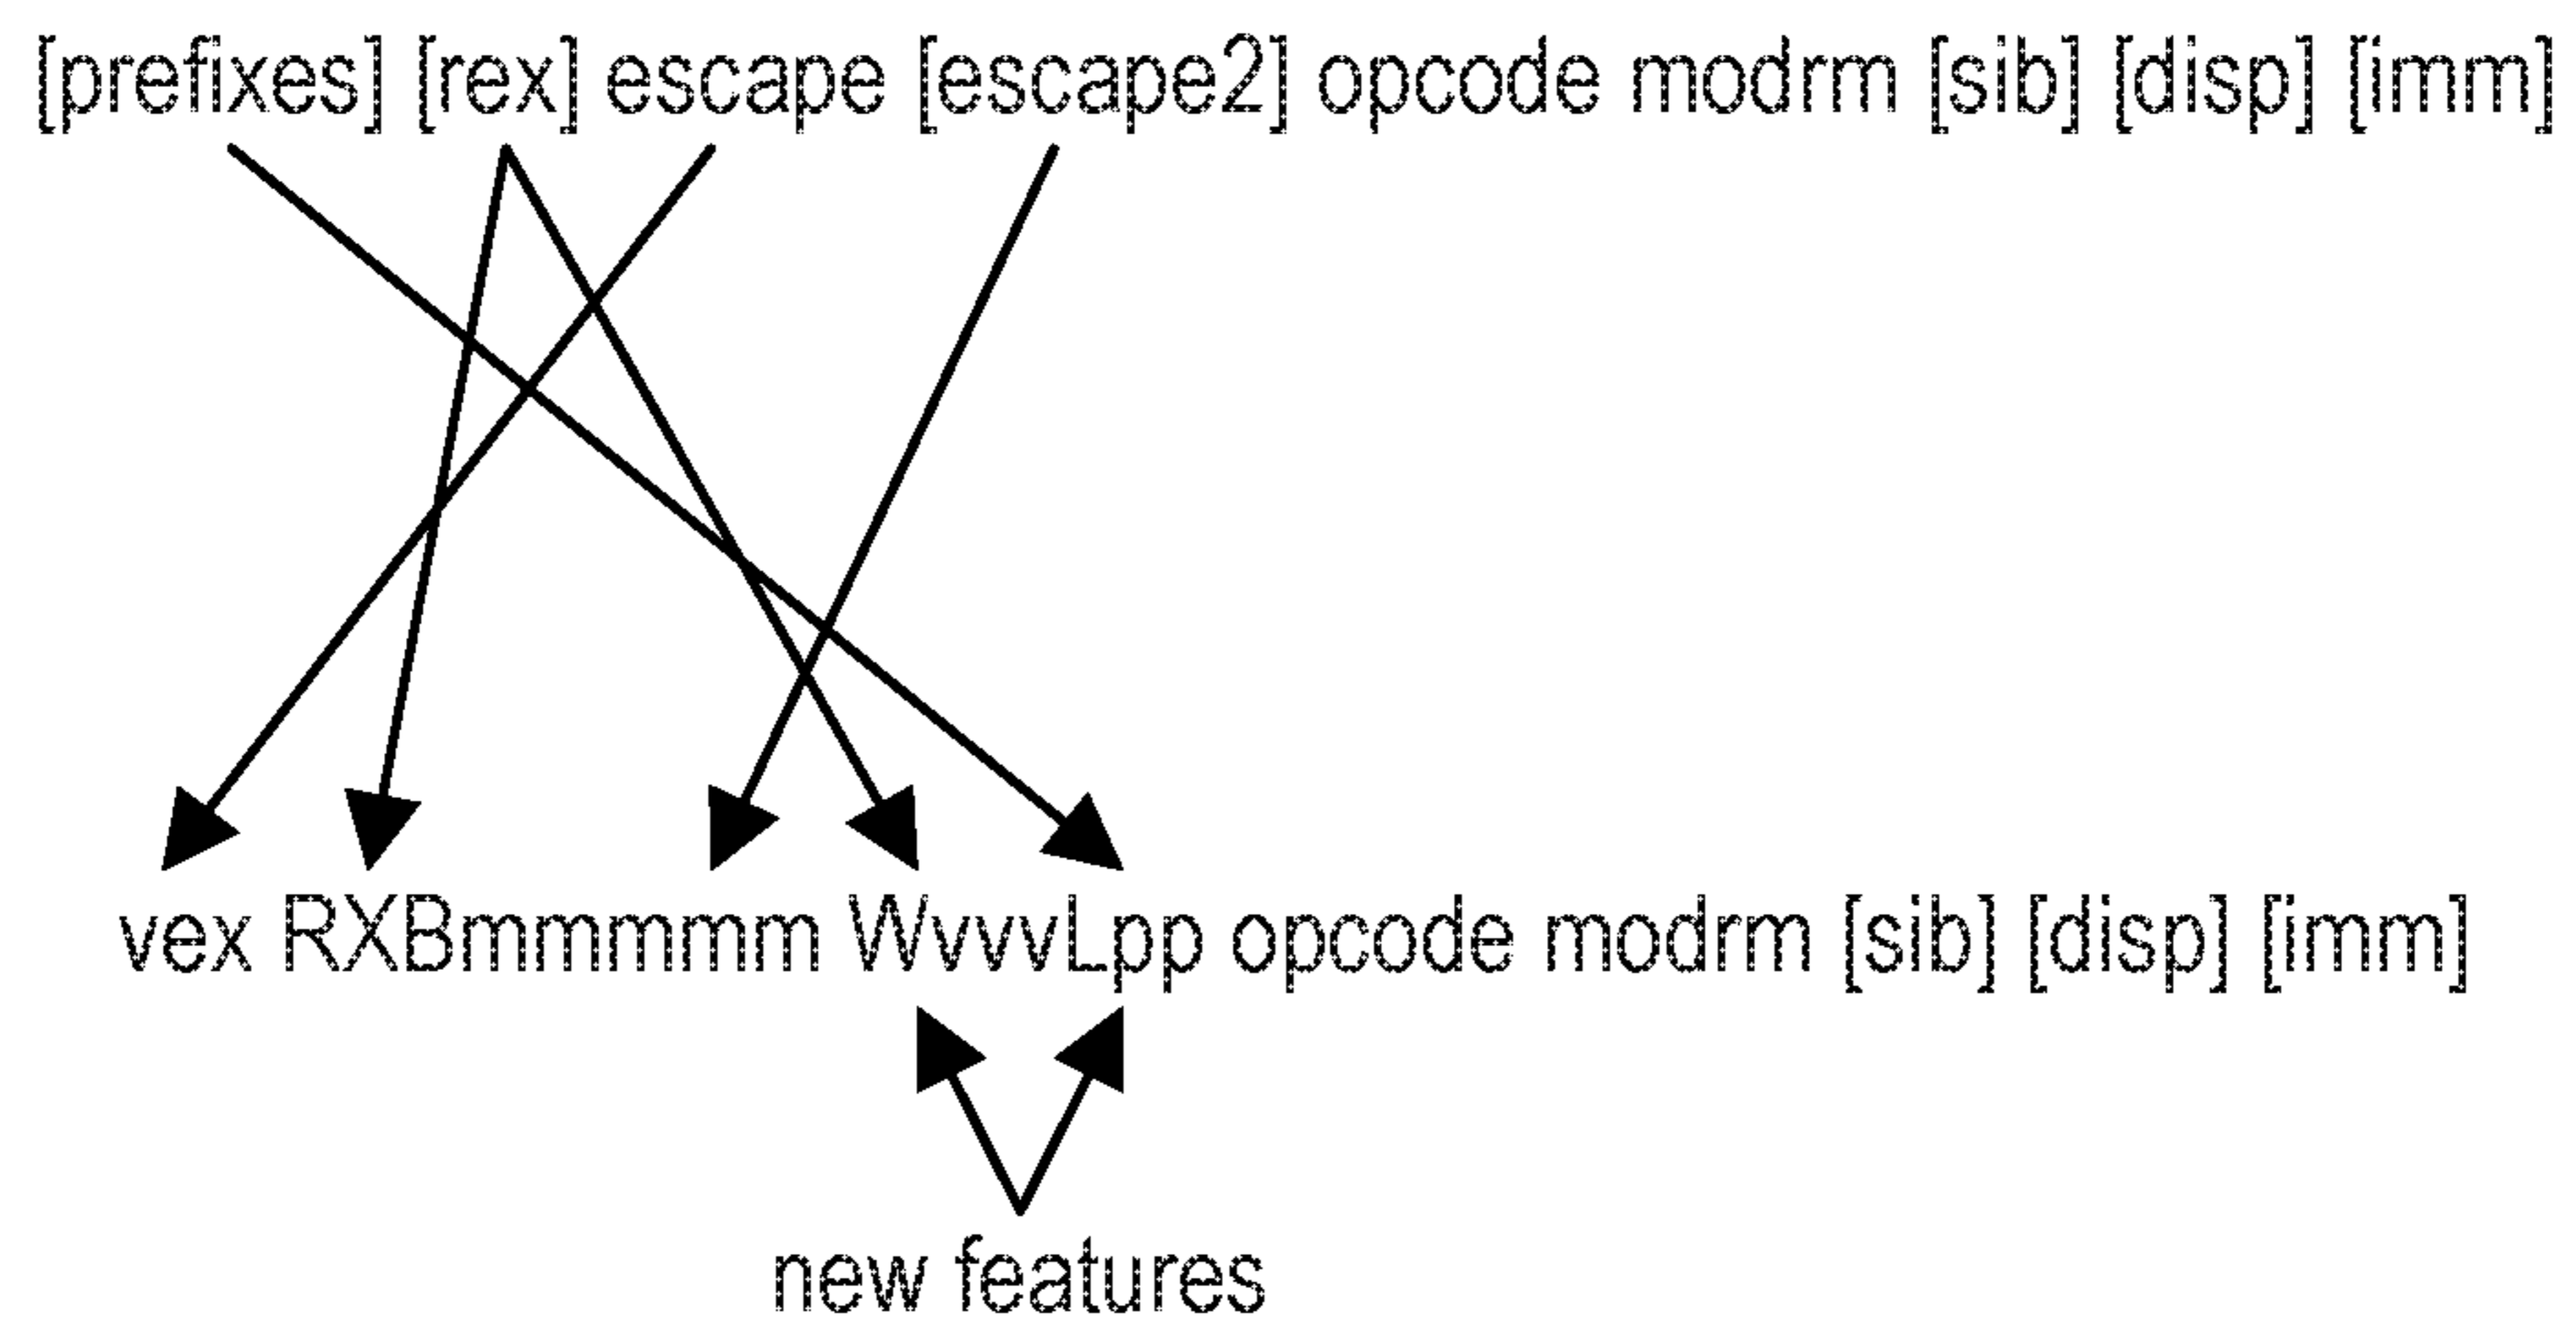 [prefixes] [rex] escape [escape2] opcode modrm [sib] [disp] [imm]
vex RXBmmmmm WvvvLpp opcode modrm [sib] [disp] [imm]
new features